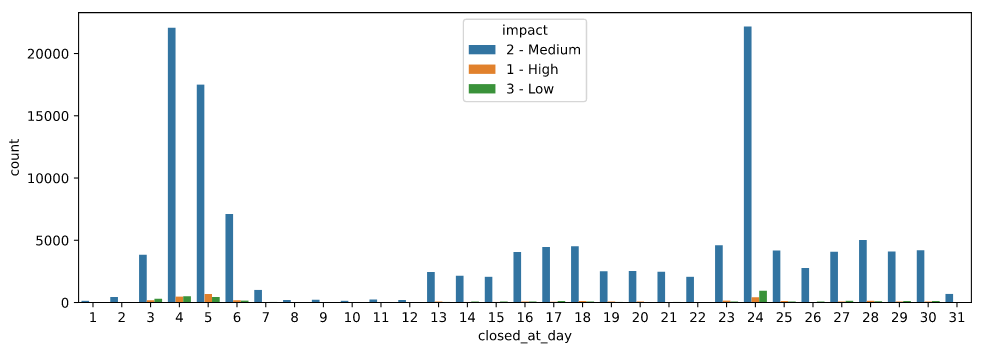 impact
2 - Medium
1 - High
3 - Low
20000
15000
10000
5000
0
count
1 2 3 4 5 6 7 8 9 10 11 12 13 14 15 16 17 18 19 20 21 22 23 24 25 26 27 28 29 30 31
closed_at_day